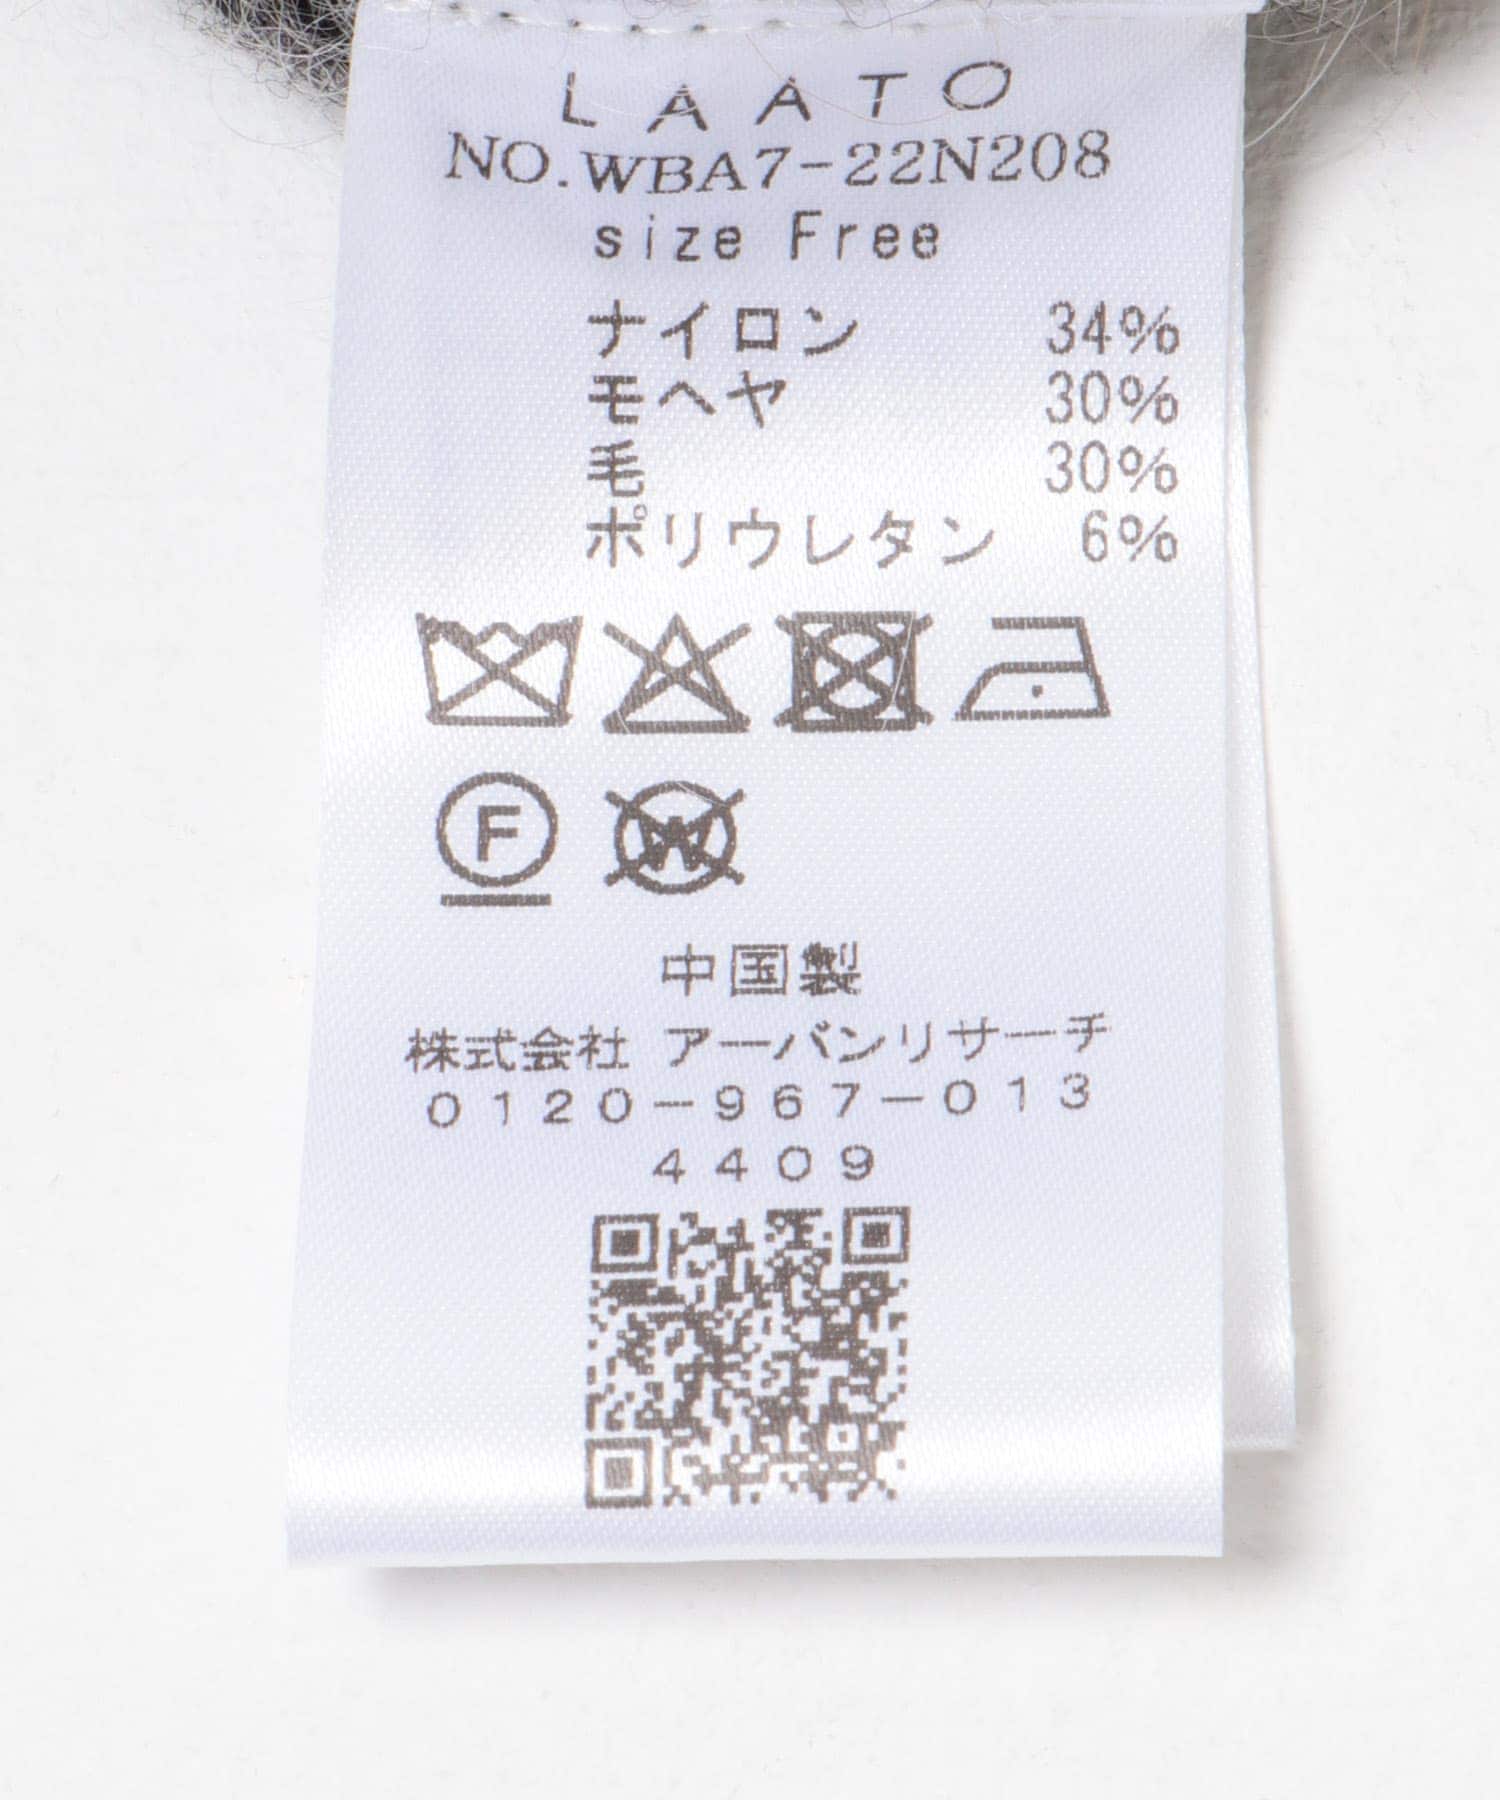 LAATO
NO.WBA7-22N208
size Free
ナイロン 34%
モヘヤ 30%
毛 30%
ポリウレタン 6%
F W
中国製
株式会社 アーバンリサーチ
0120-967-013
4409